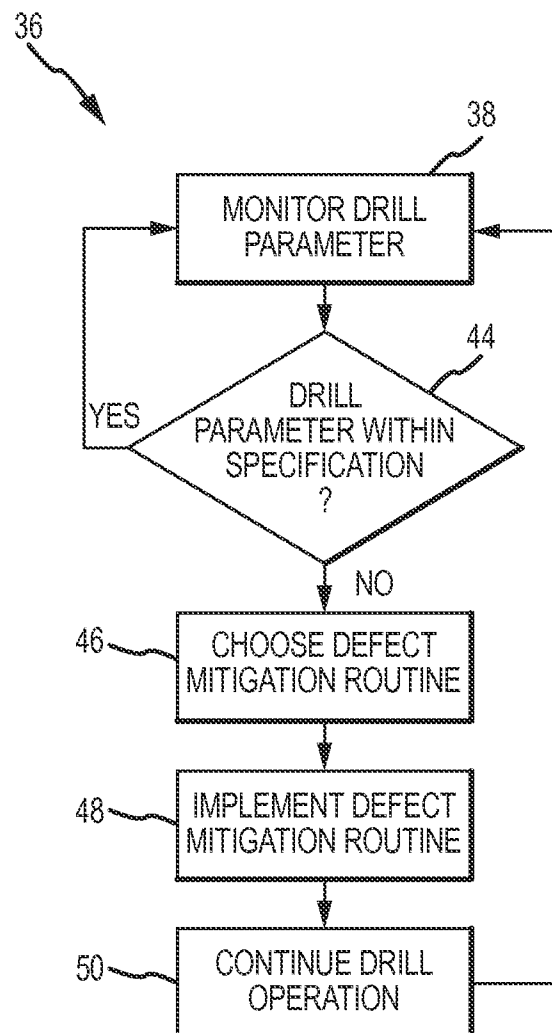 36
38
MONITOR DRILL
PARAMETER
44
YES
DRILL
PARAMETER WITHIN
SPECIFICATION
?
NO
46
CHOOSE DEFECT
MITIGATION ROUTINE
48
IMPLEMENT DEFECT
MITIGATION ROUTINE
50
CONTINUE DRILL
OPERATION